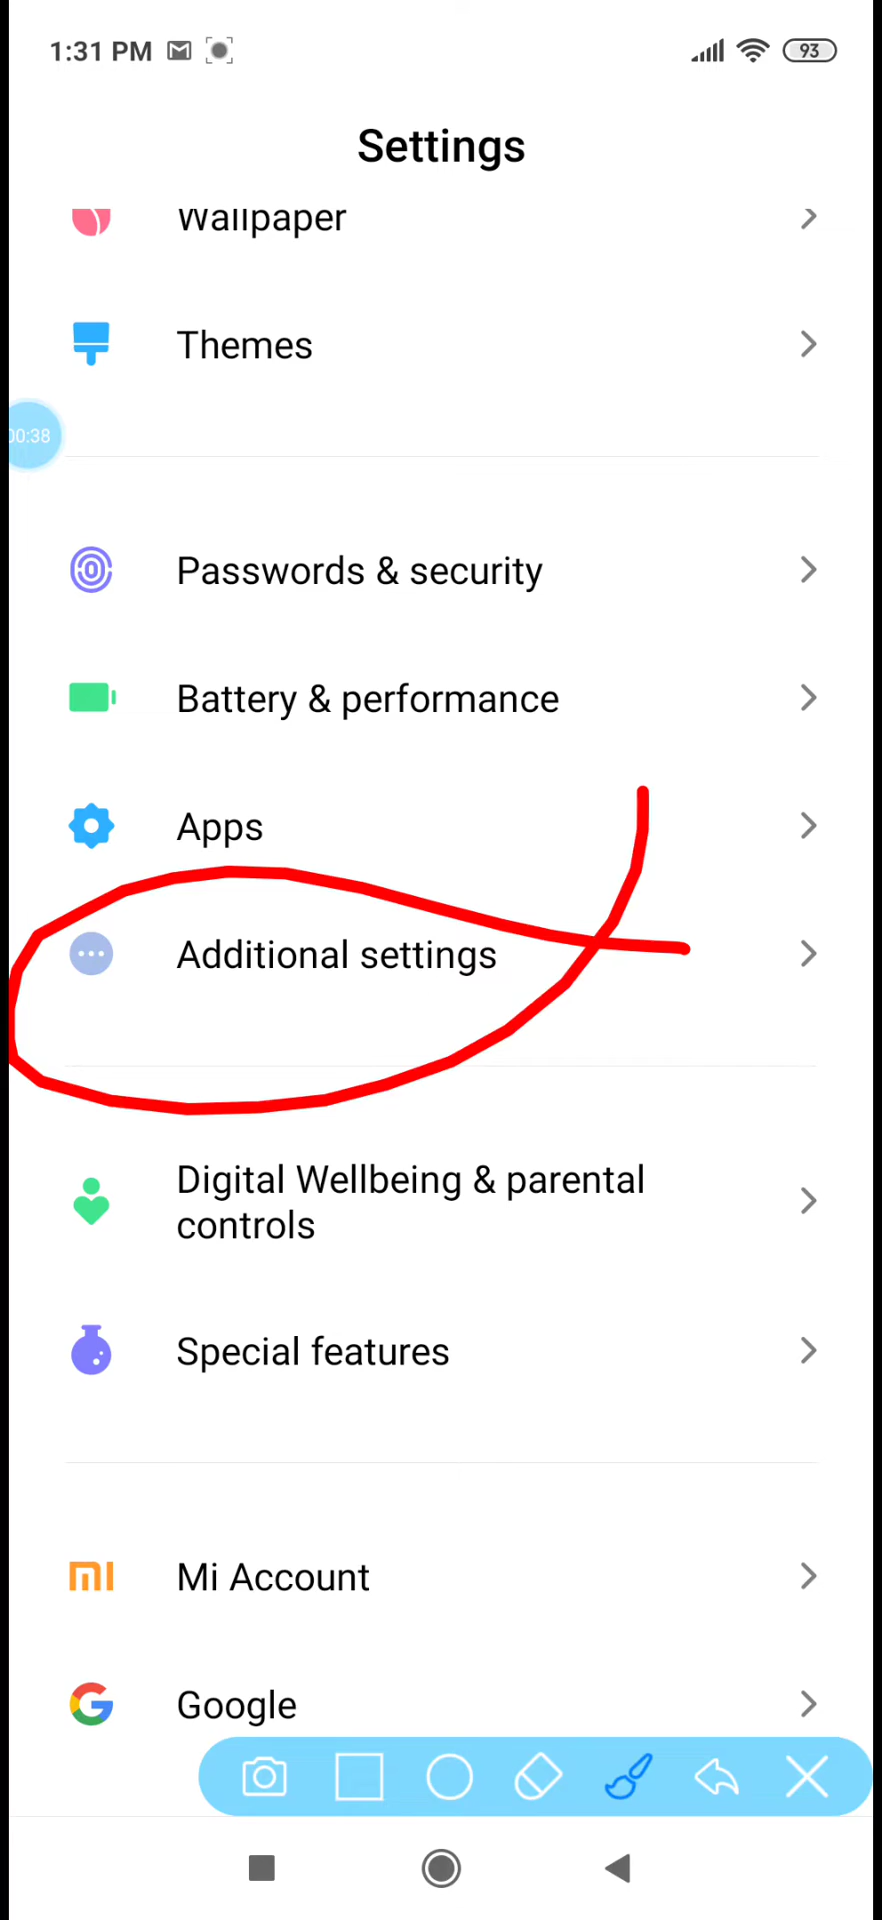 1:31 PM
93
Settings
Wallpaper
Themes
00:38
Passwords & security
Battery & performance
Apps
Additional settings
Digital Wellbeing & parental
controls
Special features
Mi Account
Google